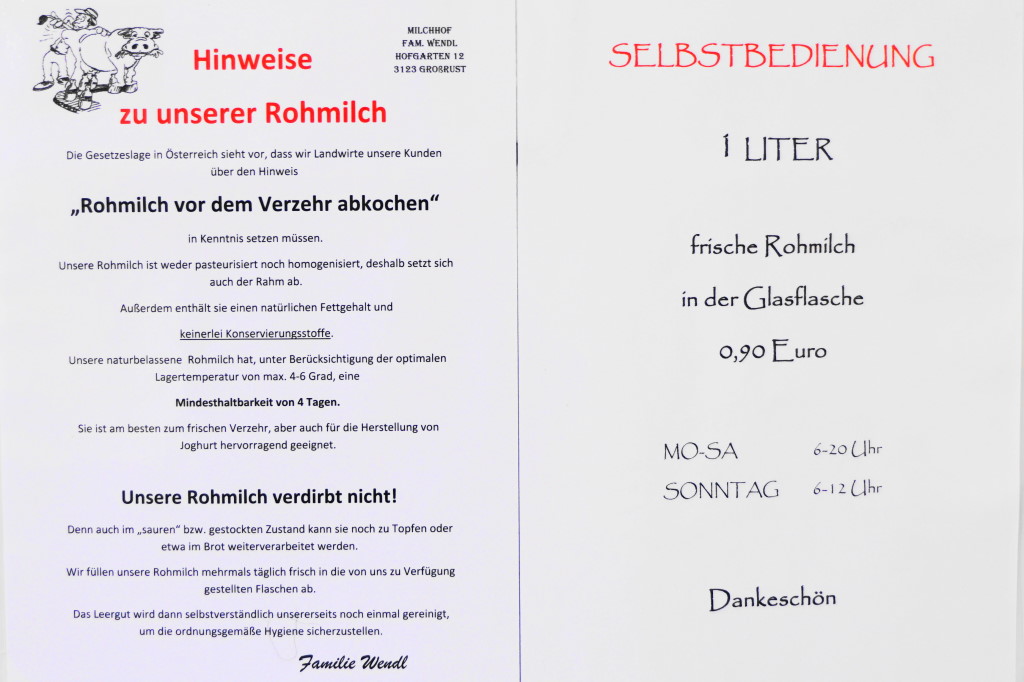 MILCHHOF
FAM. WENDL
HOFGARTEN 12
3123 GROßRUST
Hinweise
zu unserer Rohmilch
Die Gesetzeslage in Österreich sieht vor, dass wir Landwirte unsere Kunden
über den Hinweis
„Rohmilch vor dem Verzehr abkochen“
in Kenntnis setzen müssen.
Unsere Rohmilch ist weder pasteurisiert noch homogenisiert, deshalb setzt sich
auch der Rahm ab.
Außerdem enthält sie einen natürlichen Fettgehalt und
keinerlei Konservierungsstoffe.
Unsere naturbelassene Rohmilch hat, unter Berücksichtigung der optimalen
Lagertemperatur von max. 4-6 Grad, eine
Mindesthaltbarkeit von 4 Tagen.
Sie ist am besten zum frischen Verzehr, aber auch für die Herstellung von
Joghurt hervorragend geeignet.
Unsere Rohmilch verdirbt nicht!
Denn auch im „sauren“ bzw. gestockten Zustand kann sie noch zu Topfen oder
etwa im Brot weiterverarbeitet werden.
Wir füllen unsere Rohmilch mehrmals täglich frisch in die von uns zu Verfügung
gestellten Flaschen ab.
Das Leergut wird dann selbstverständlich unsererseits noch einmal gereinigt,
um die ordnungsgemäße Hygiene sicherzustellen.
Familie Wendl
SELBSTBEDIENUNG
1 LITER
frische Rohmilch
in der Glasflasche
0,90 Euro
MO-SA 6-20 Uhr
SONNTAG 6-12 Uhr
Dankeschön